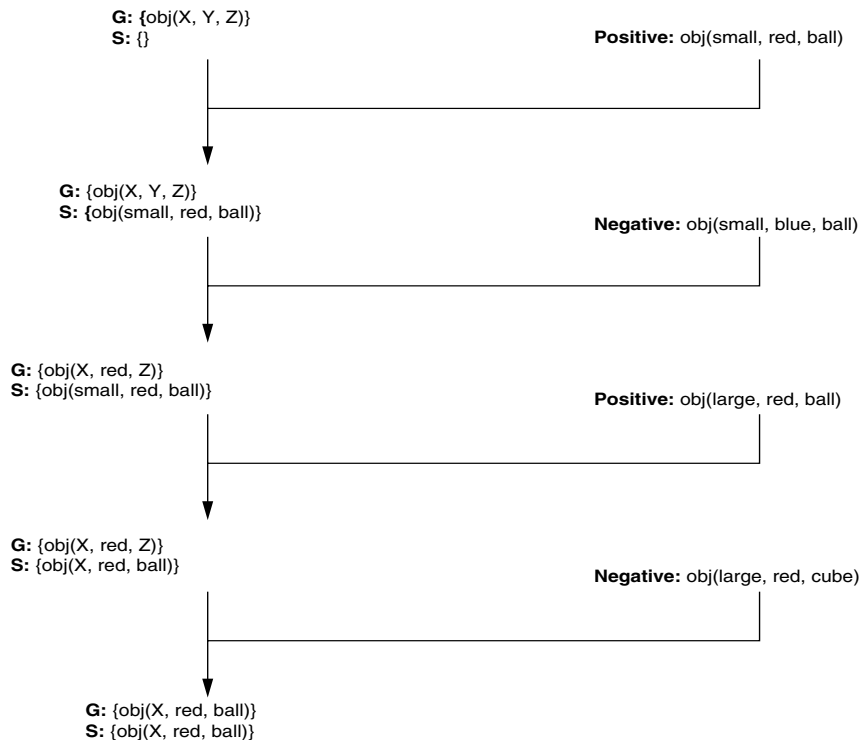 G: {obj(X, Y, Z)}
S: {}
Positive: obj(small, red, ball)
G: {obj(X, Y, Z)}
S: {obj(small, red, ball)}
Negative: obj(small, blue, ball)
G: {obj(X, red, Z)}
S: {obj(small, red, ball)}
Positive: obj(large, red, ball)
G: {obj(X, red, Z)}
S: {obj(X, red, ball)}
Negative: obj(large, red, cube)
G: {obj(X, red, ball)}
S: {obj(X, red, ball)}